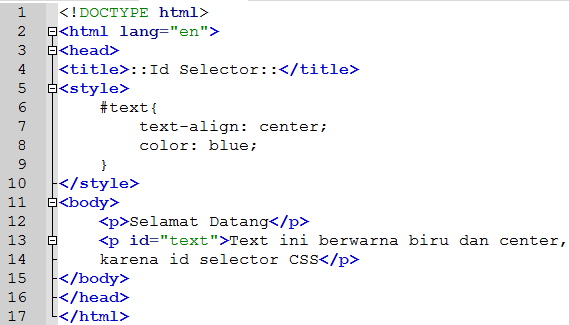 1 <!DOCTYPE html>
2 <html lang="en">
3 <head>
4 <title>::Id Selector::</title>
5 <style>
6     #text{
7         text-align: center;
8         color: blue;
9     }
10 </style>
11 <body>
12     <p>Selamat Datang</p>
13     <p id="text">Text ini berwarna biru dan center,
14     karena id selector CSS</p>
15 </body>
16 </head>
17 </html>